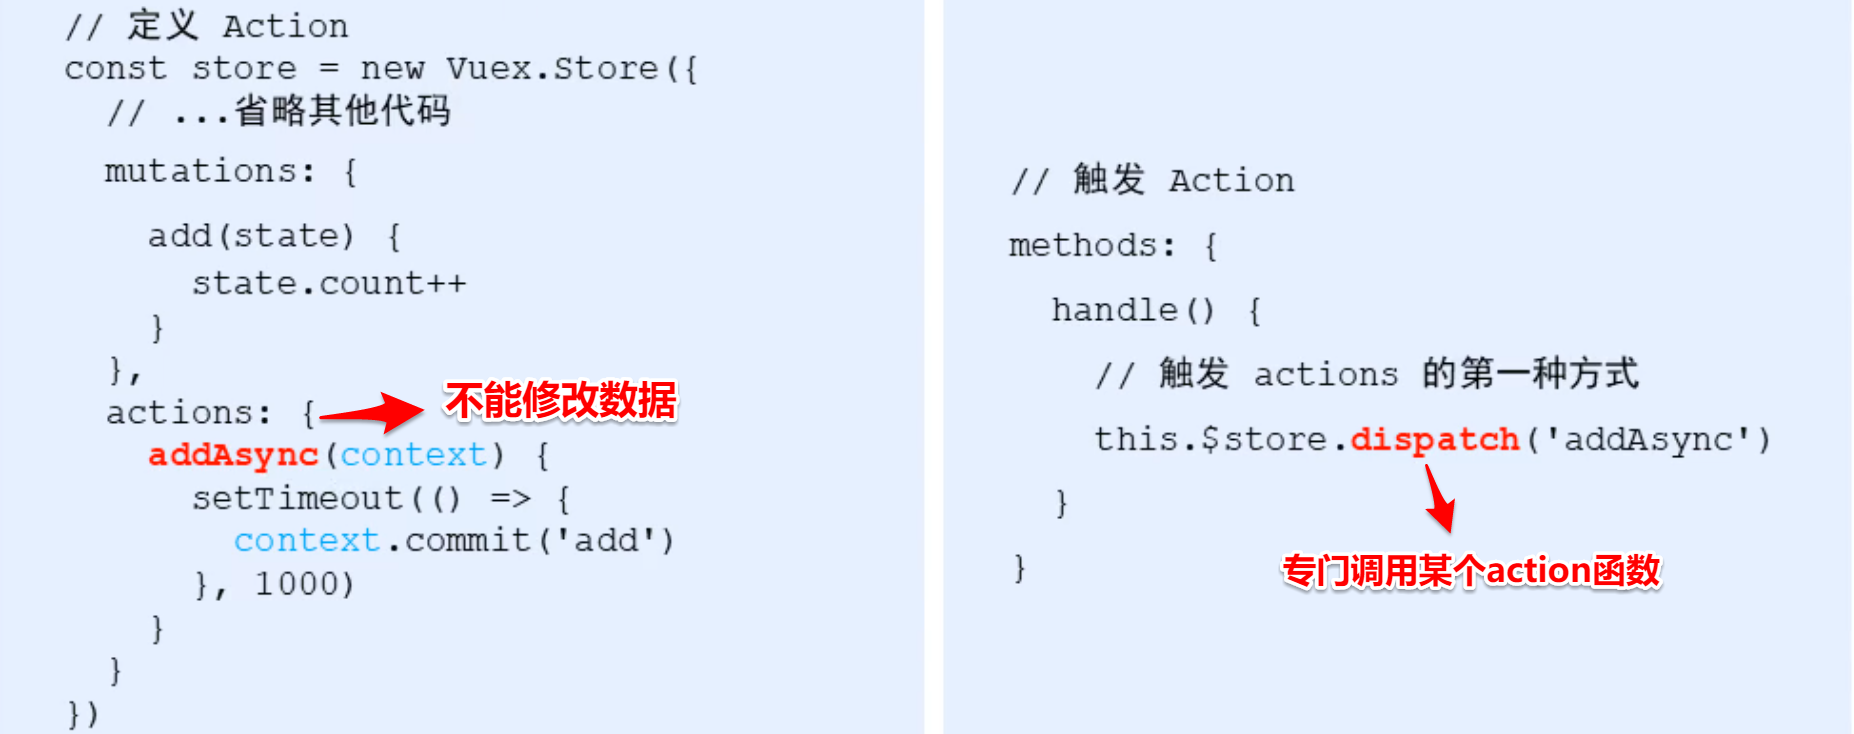 // 定义 Action
const store = new Vuex.Store({
// ...省略其他代码
mutations: {
add(state) {
state.count++
}
},
actions: {
不能修改数据
addAsync(context) {
setTimeout(() => {
context.commit('add')
}, 1000)
}
}
})
// 触发 Action
methods: {
handle() {
// 触发 actions 的第一种方式
this.$store.dispatch('addAsync')
}
专门调用某个action函数
}